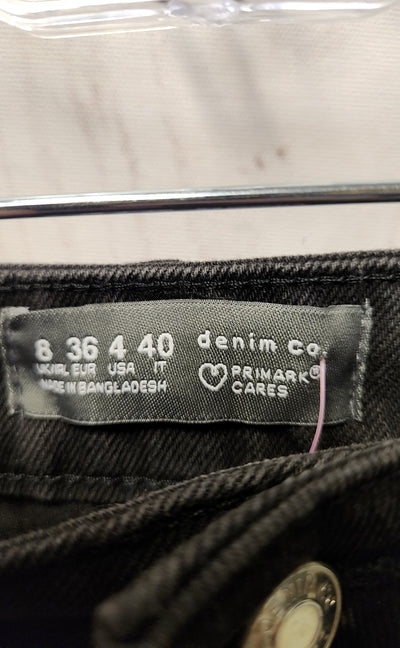 8 36 4 40
UK/IRL EUR USA IT
MADE IN BANGLADESH
denim co.
PRIMARK®
CARES